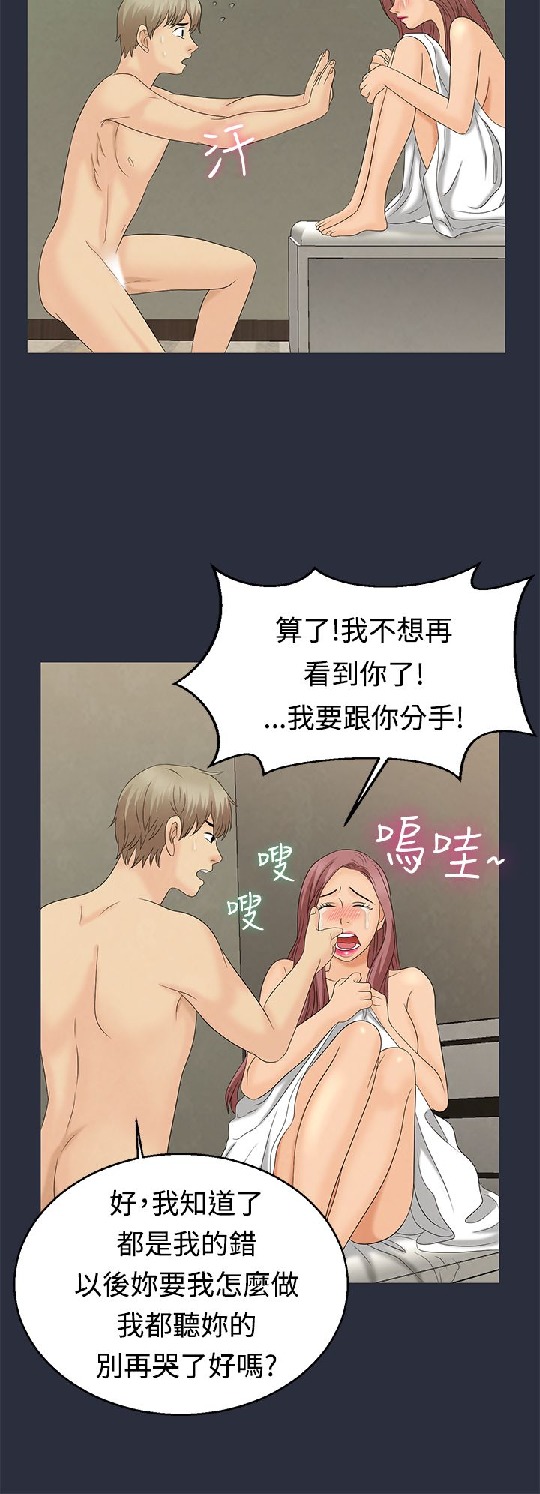 汗
算了!我不想再
看到你了!
...我要跟你分手!
嗚哇~
嗖
嗖
好,我知道了
都是我的錯
以後妳要我怎麼做
我都聽妳的
別再哭了好嗎?